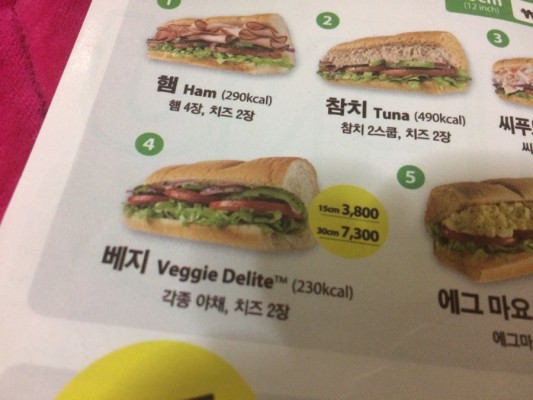 (12 inch)
1
2
3
햄 Ham (290kcal)
햄 4장, 치즈 2장
참치 Tuna (490kcal)
참치 2스쿱, 치즈 2장
씨푸
씨
4
5
15cm 3,800
30cm 7,300
베지 Veggie Delite™ (230kcal)
각종 야채, 치즈 2장
에그 마요
에그마